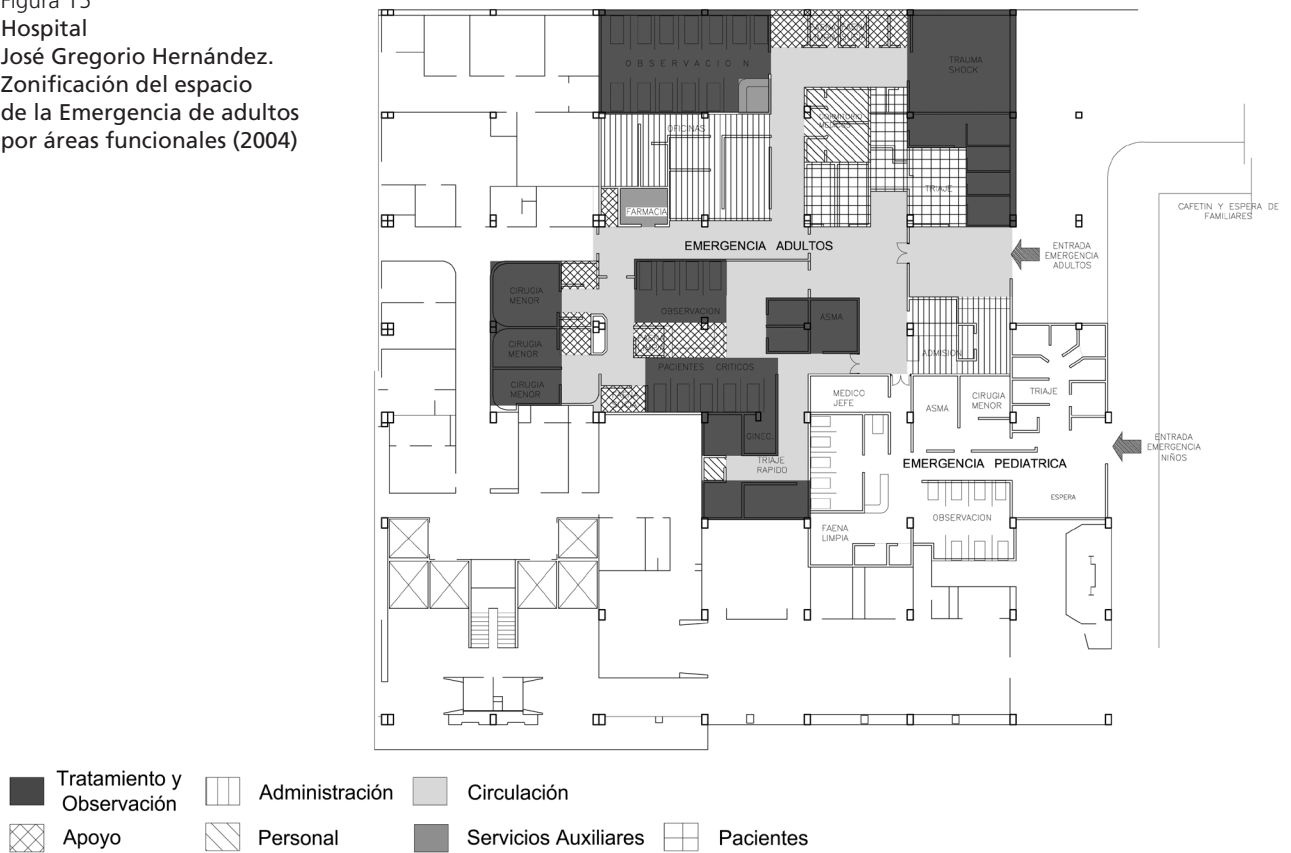 Figura 15
Hospital
José Gregorio Hernández.
Zonificación del espacio
de la Emergencia de adultos
por áreas funcionales (2004)
OBSERVACION
TRAUMA
SHOCK
DORMITORIO
MEDICOS
OFICINAS
TRIAJE
FARMACIA
CAFETIN Y ESPERA DE
FAMILIARES
EMERGENCIA ADULTOS
ENTRADA
EMERGENCIA
ADULTOS
CIRUGIA
MENOR
OBSERVACION
ASMA
CIRUGIA
MENOR
ADMISION
PACIENTES CRITICOS
CIRUGIA
MENOR
MEDICO
JEFE
ASMA
CIRUGIA
MENOR
TRIAJE
GINEC.
TRIAJE
RAPIDO
EMERGENCIA PEDIATRICA
ENTRADA
EMERGENCIA
NIÑOS
ESPERA
OBSERVACION
FAENA
LIMPIA
Tratamiento y
Observación
Administración
Circulación
Apoyo
Personal
Servicios Auxiliares
Pacientes